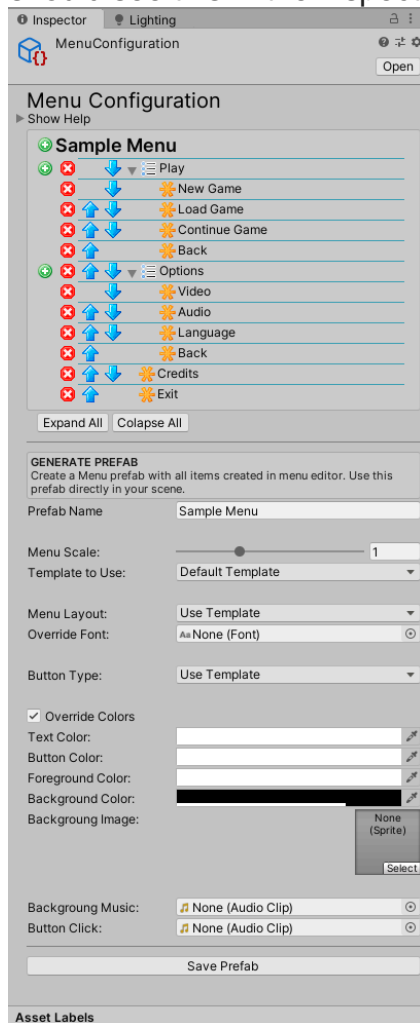 Inspector Lighting
MenuConfiguration
Open
Menu Configuration
Show Help
Sample Menu
Play
New Game
Load Game
Continue Game
Back
Options
Video
Audio
Language
Back
Credits
Exit
Expand All Colapse All
GENERATE PREFAB
Create a Menu prefab with all items created in menu editor. Use this
prefab directly in your scene.
Prefab Name Sample Menu
Menu Scale: 1
Template to Use: Default Template
Menu Layout: Use Template
Override Font: Aa None (Font)
Button Type: Use Template
Override Colors
Text Color:
Button Color:
Foreground Color:
Background Color:
Backgroung Image: None
(Sprite)
Select
Backgroung Music: None (Audio Clip)
Button Click: None (Audio Clip)
Save Prefab
Asset Labels